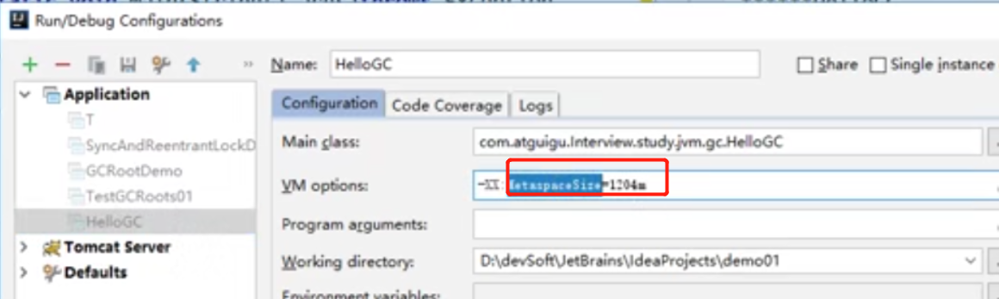 Run/Debug Configurations
Name: HelloGC Share Single instance
Application
T
SyncAndReentrantLockD
GCRootDemo
TestGCRoots01
HelloGC
Tomcat Server
Defaults
Configuration Code Coverage Logs
Main class: com.atguigu.Interview.study.jvm.gc.HelloGC
VM options: -XX:MetaspaceSize=1204m
Program arguments:
Working directory: D:\devSoft\JetBrains\IdeaProjects\demo01
Environment variables: